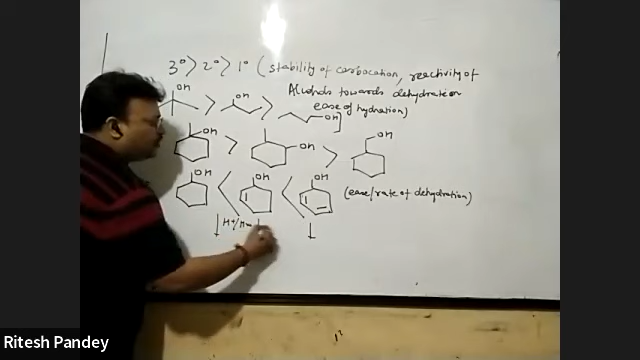 3° > 2° > 1° (stability of carbocation, reactivity of
Alcohols towards dehydration
ease of hydration)
OH > OH > OH
OH > OH > OH
OH < OH < OH (ease/rate of dehydration)
H+/H
1°
Ritesh Pandey